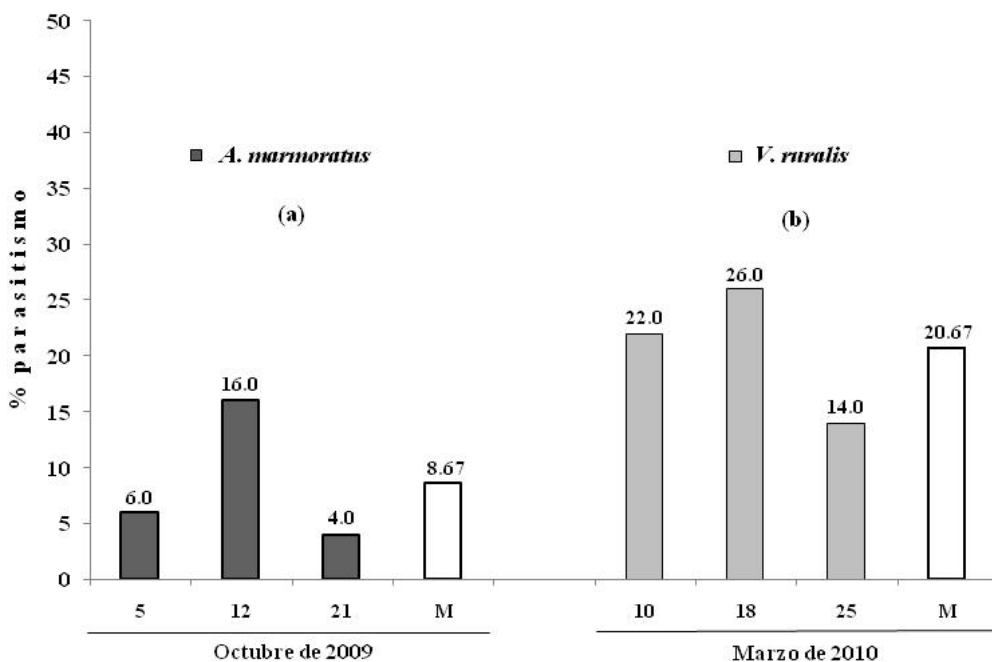 % parasitismo
50
45
40
35
30
25
20
15
10
5
0
A. marmoratus
(a)
V. ruralis
(b)
6.0
16.0
4.0
8.67
22.0
26.0
14.0
20.67
5 12 21 M 10 18 25 M
Octubre de 2009 Marzo de 2010